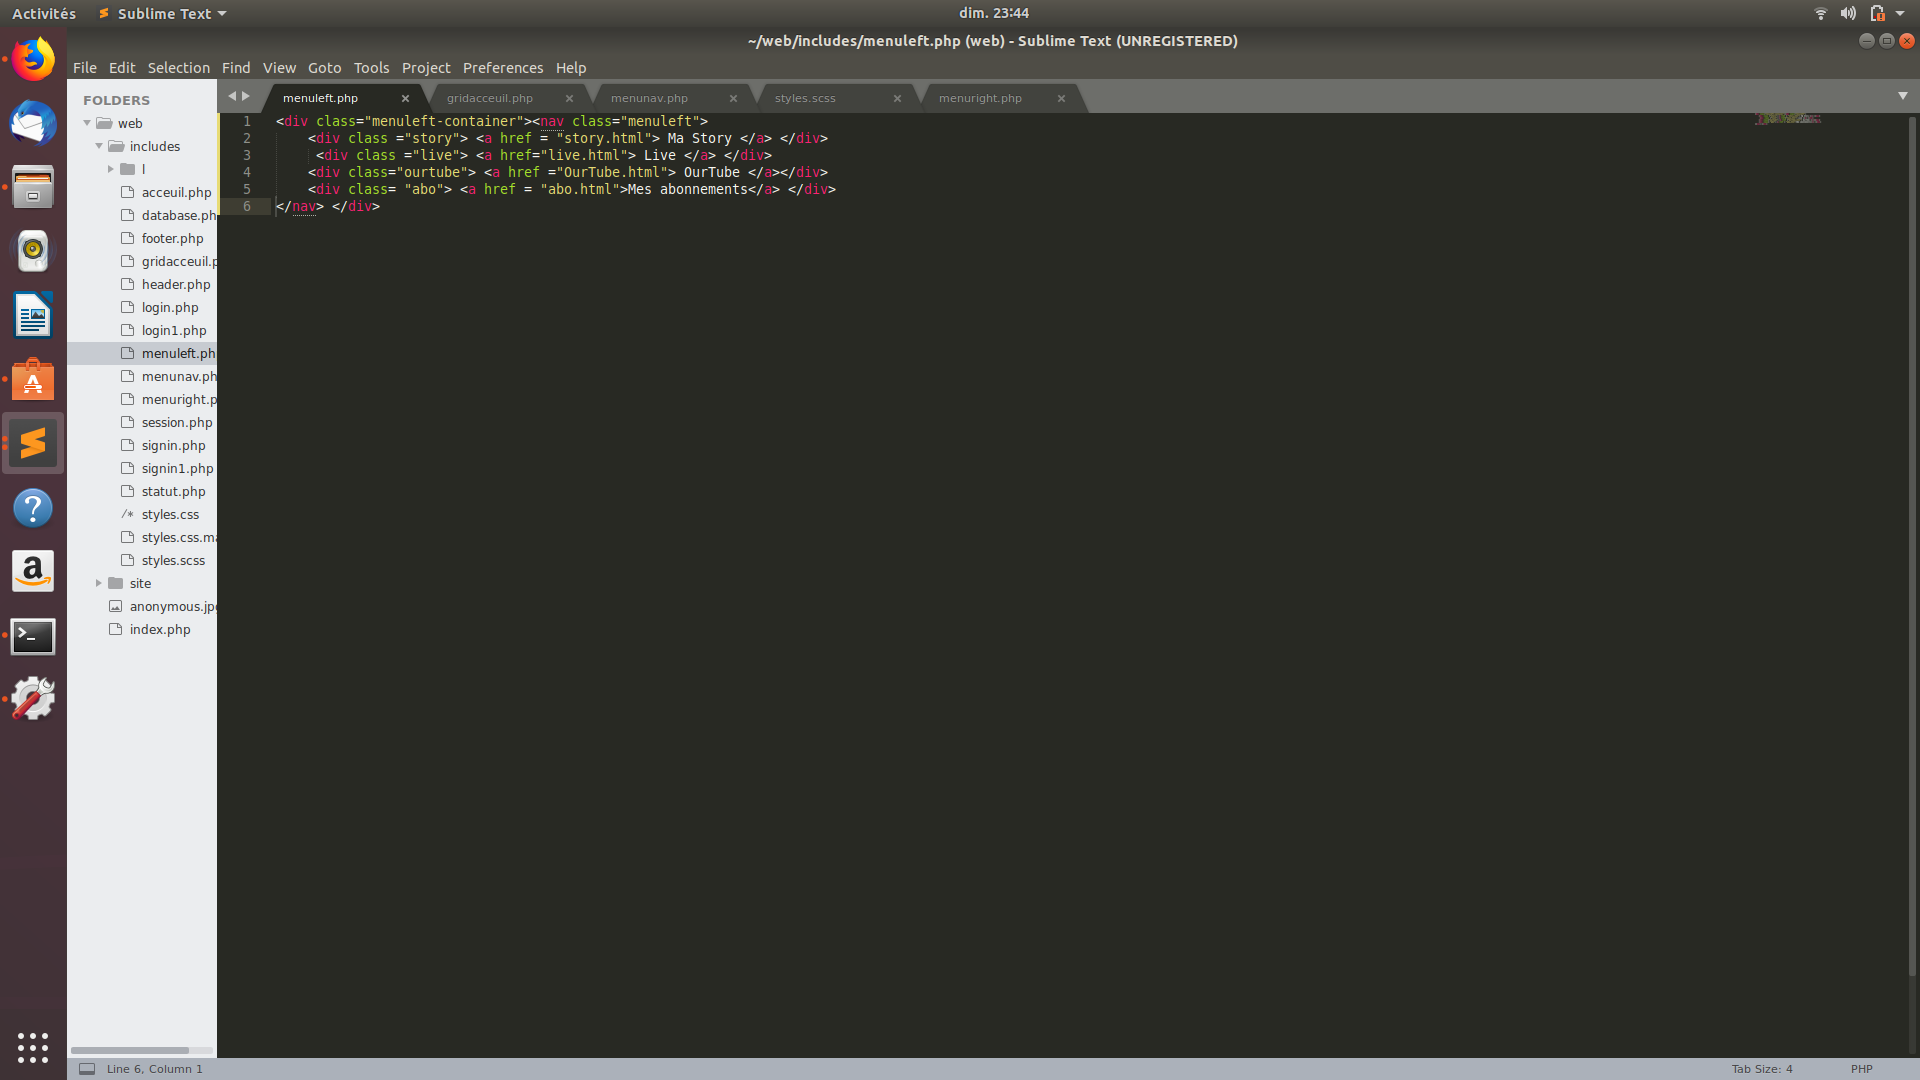 Activités
Sublime Text
dim. 23:44
~/web/includes/menuleft.php (web) - Sublime Text (UNREGISTERED)
File Edit Selection Find View Goto Tools Project Preferences Help
FOLDERS
web
includes
l
acceuil.php
database.ph
footer.php
gridacceuil.p
header.php
login.php
login1.php
menuleft.ph
menunav.ph
menuright.p
session.php
signin.php
signin1.php
statut.php
/* styles.css
styles.css.ma
styles.scss
site
anonymous.jpg
index.php
menuleft.php
gridacceuil.php
menunav.php
styles.scss
menuright.php
1 <div class="menuleft-container"><nav class="menuleft">
2 <div class ="story"> <a href = "story.html"> Ma Story </a> </div>
3 <div class ="live"> <a href="live.html"> Live </a> </div>
4 <div class="ourtube"> <a href ="OurTube.html"> OurTube </a></div>
5 <div class= "abo"> <a href = "abo.html">Mes abonnements</a> </div>
6 </nav> </div>
Line 6, Column 1
Tab Size: 4
PHP